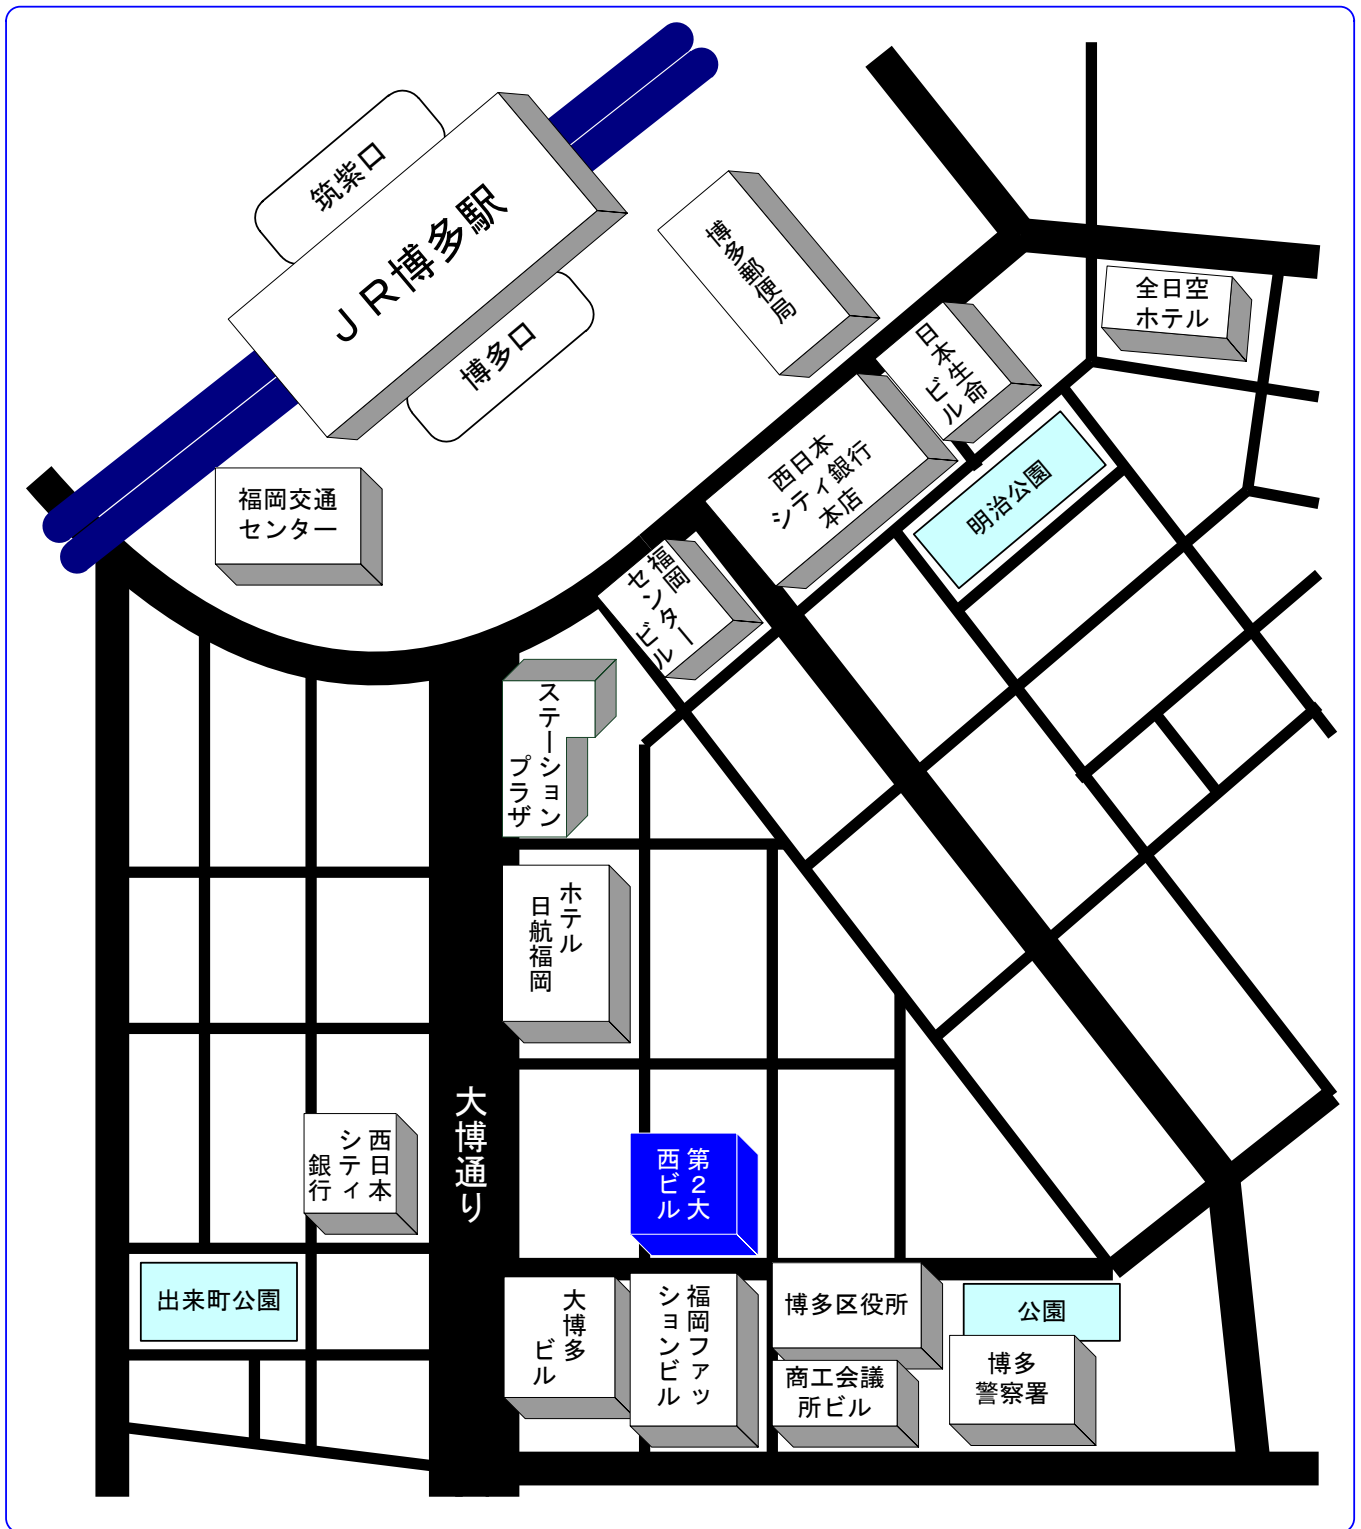 筑紫口
ＪＲ博多駅
博多口
博多郵便局
全日空
ホテル
日本生命
ビル
西日本
シティ銀行
本店
明治公園
福岡交通
センター
福岡
センター
ビル
ステーション
プラザ
ホテル
日航福岡
大博通り
西日本
シティ
銀行
第２大
西ビル
出来町公園
大博多
ビル
福岡ファッ
ションビル
博多区役所
公園
商工会議
所ビル
博多
警察署